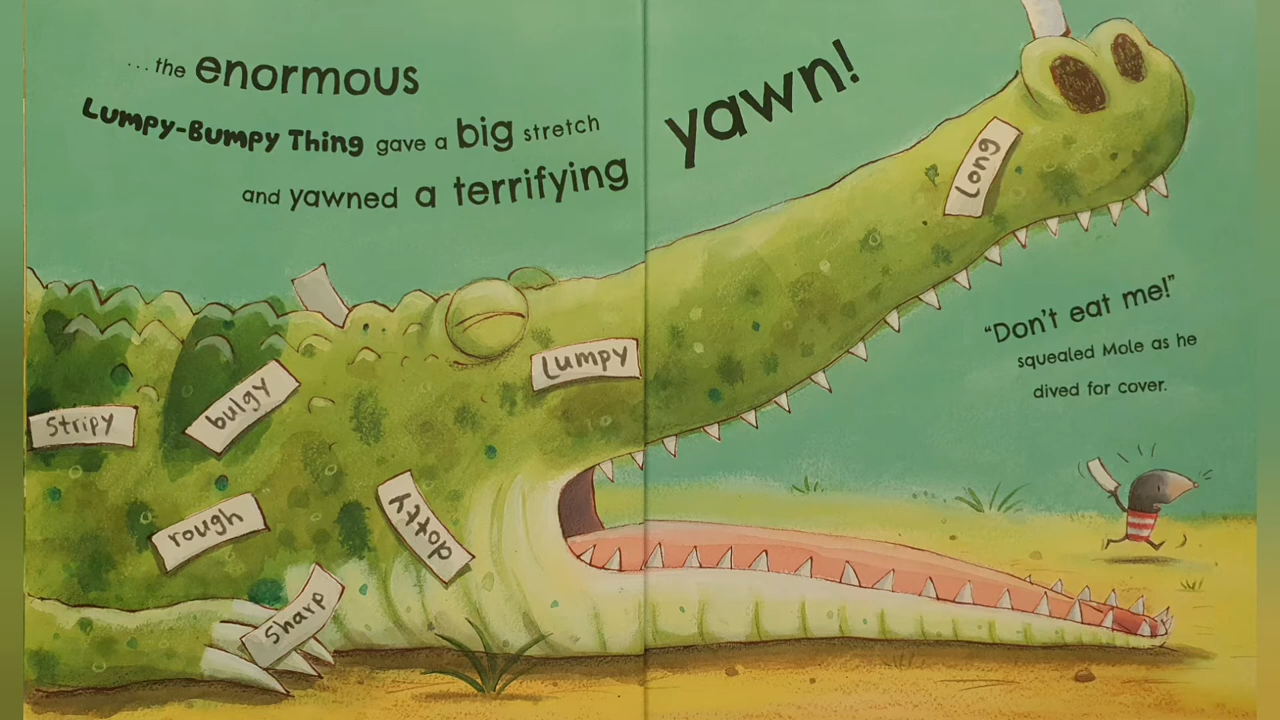 ...the enormous
Lumpy-Bumpy Thing gave a big stretch
and yawned a terrifying
yawn!
Long
"Don't eat me!"
squealed Mole as he
dived for cover.
Lumpy
bulgy
Stripy
rough
dotty
Sharp